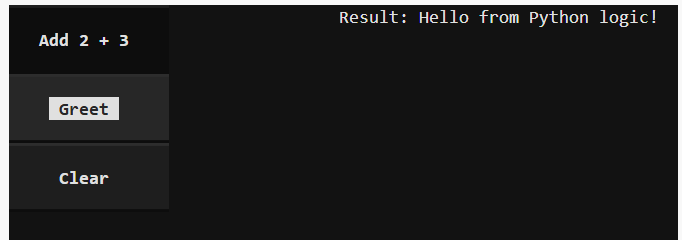 Add 2 + 3
Result: Hello from Python logic!
Greet
Clear